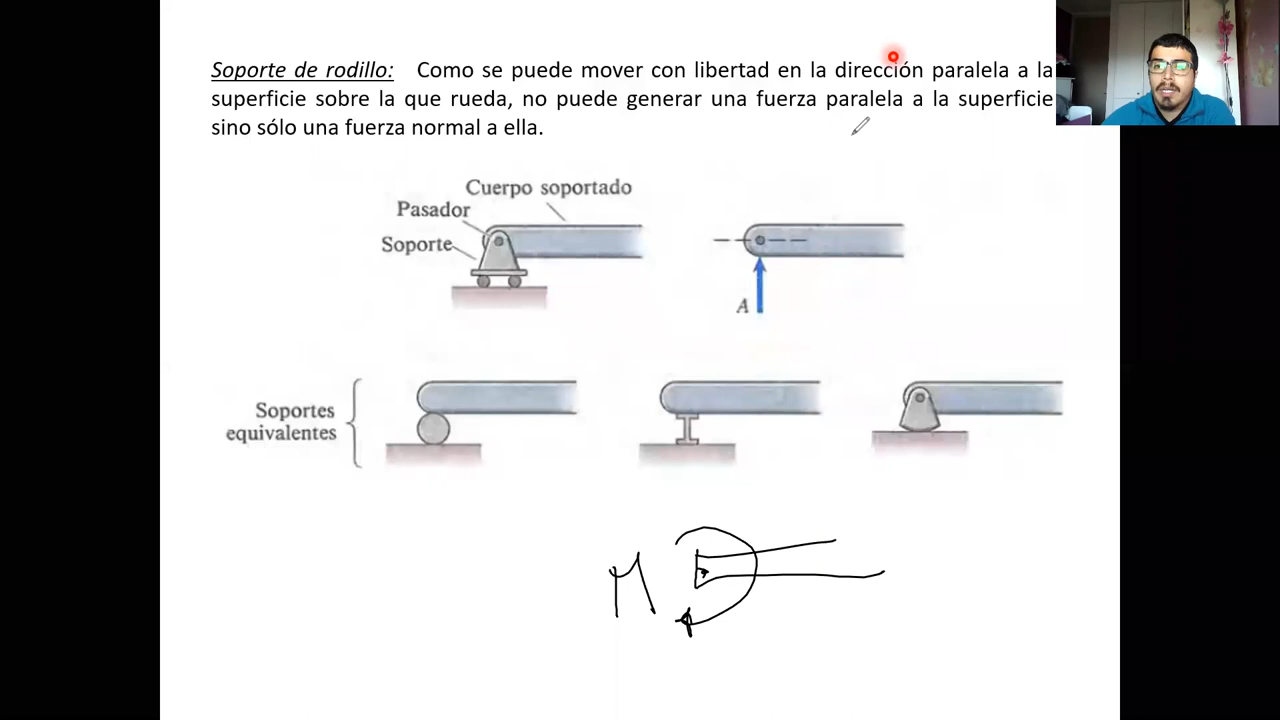 Soporte de rodillo: Como se puede mover con libertad en la dirección paralela a la
superficie sobre la que rueda, no puede generar una fuerza paralela a la superficie
sino sólo una fuerza normal a ella.
Cuerpo soportado
Pasador
Soporte
A
Soportes
equivalentes
M